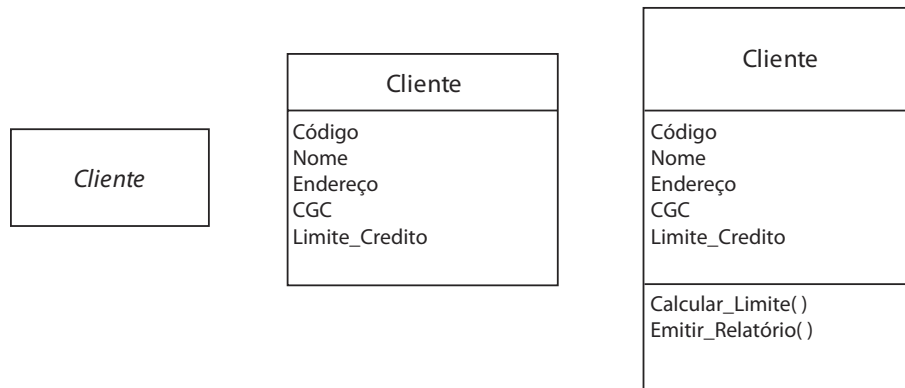 Cliente
Cliente
Código
Nome
Endereço
CGC
Limite_Credito
Cliente
Código
Nome
Endereço
CGC
Limite_Credito
Calcular_Limite( )
Emitir_Relatório( )